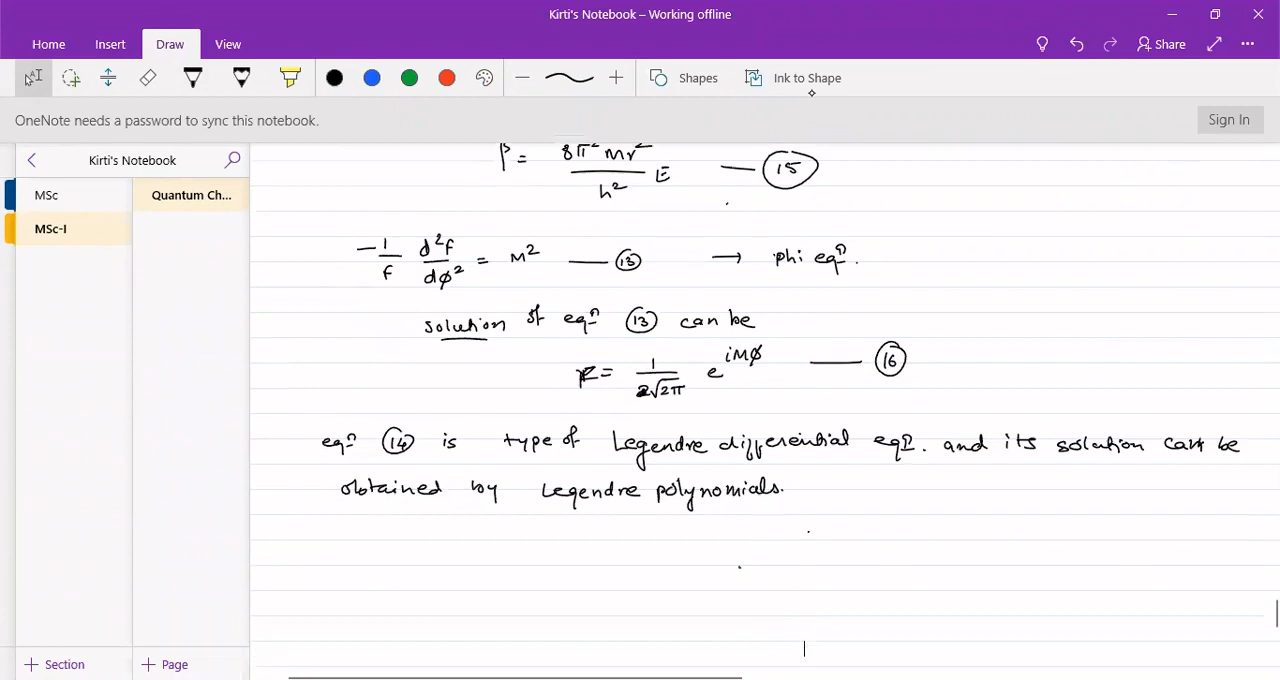 Kirti's Notebook – Working offline
Home Insert Draw View Share
Shapes Ink to Shape
OneNote needs a password to sync this notebook. Sign In
Kirti's Notebook
MSc Quantum Ch...
MSc-I
β = 8π² Mr² / h² E — 15
-1/f d²f/dϕ² = M² — 13 → phi eqn.
solution of eqn 13 can be
= 1/√2π e^iMϕ — 16
eqn 14 is type of Legendre differential eqn. and its solution can be
obtained by Legendre polynomials.
+ Section + Page